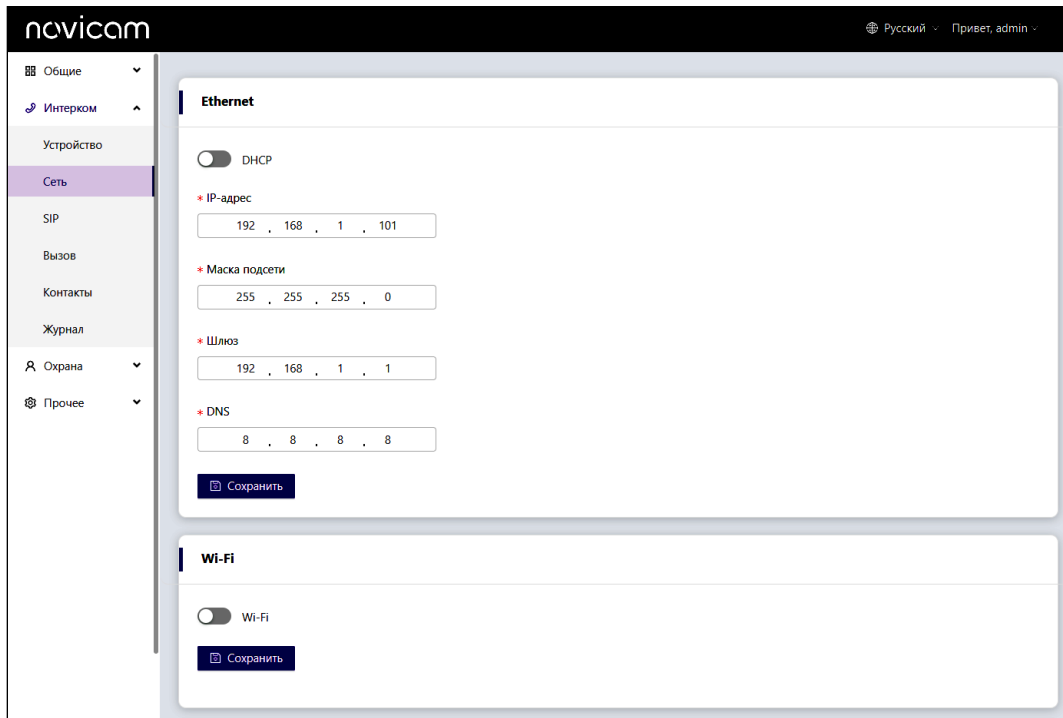 novicam
Русский
Привет, admin
Общие
Интерком
Устройство
Сеть
SIP
Вызов
Контакты
Журнал
Охрана
Прочее
Ethernet
DHCP
* IP-адрес
192 . 168 . 1 . 101
* Маска подсети
255 . 255 . 255 . 0
* Шлюз
192 . 168 . 1 . 1
* DNS
8 . 8 . 8 . 8
Сохранить
Wi-Fi
Wi-Fi
Сохранить